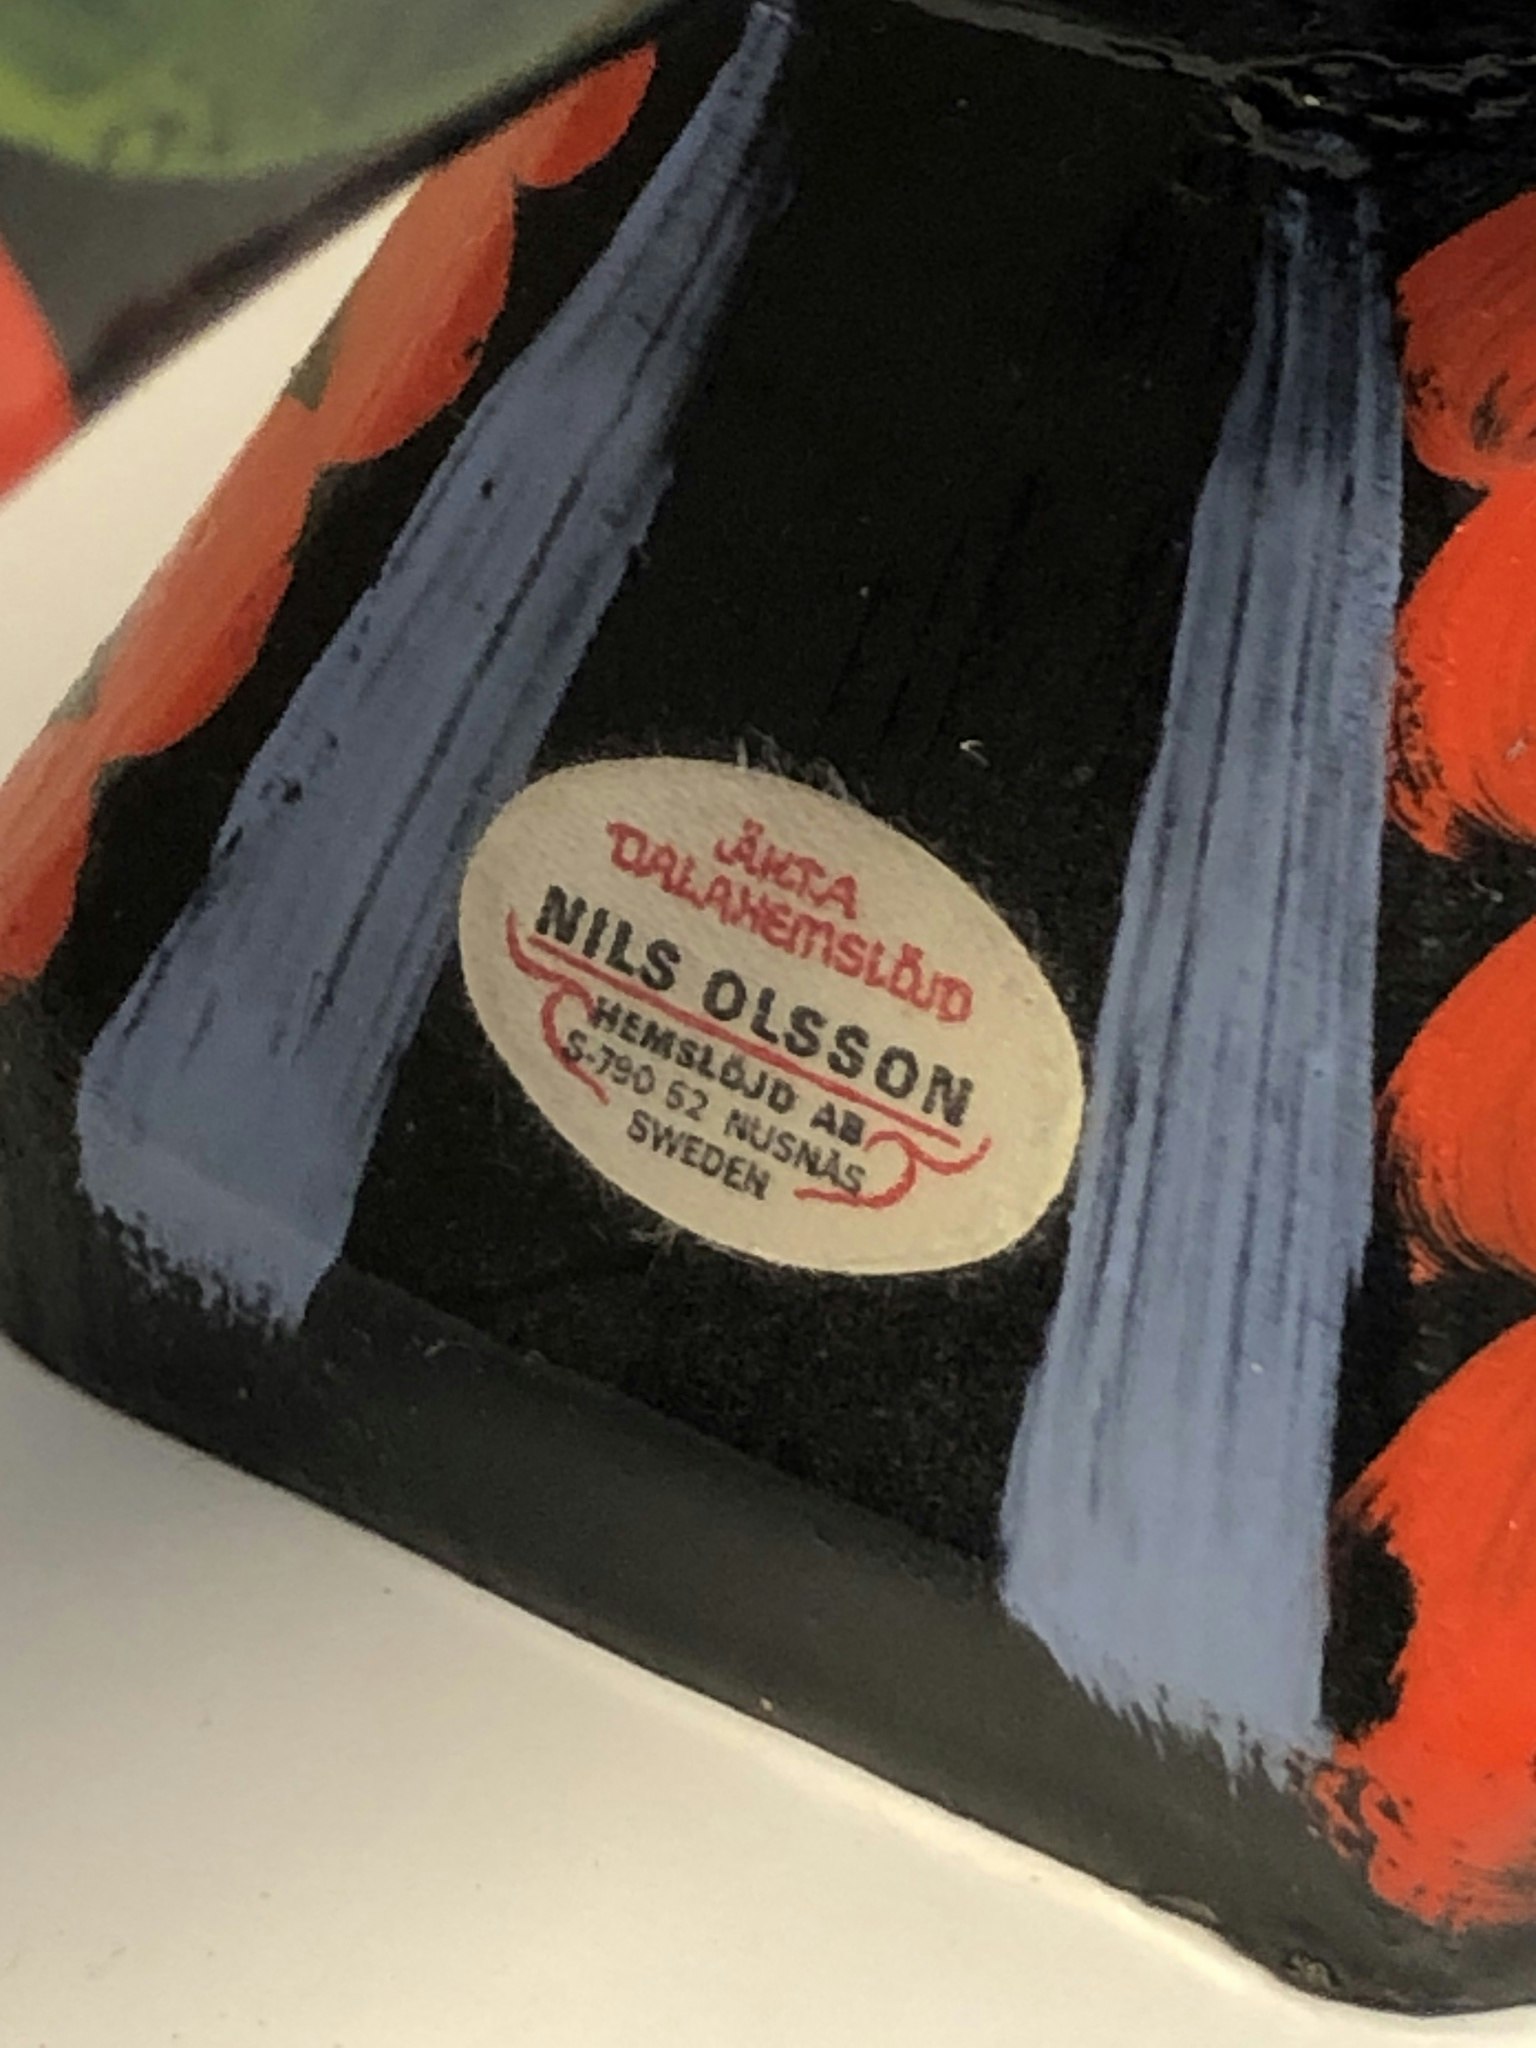 ÄKTA
DALAHEMSLÖJD
NILS OLSSON
HEMSLÖJD AB
S-790 62 NUSNÄS
SWEDEN